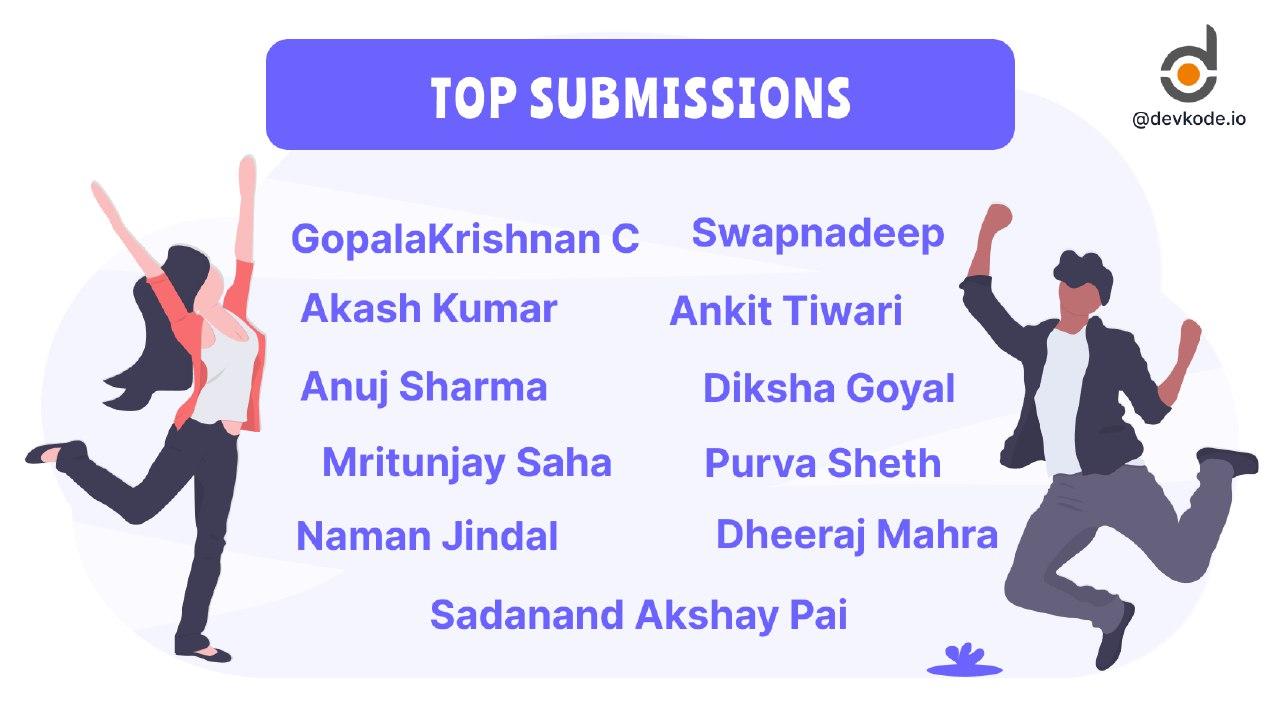 TOP SUBMISSIONS
@devkode.io
GopalaKrishnan C
Swapnadeep
Akash Kumar
Ankit Tiwari
Anuj Sharma
Diksha Goyal
Mritunjay Saha
Purva Sheth
Naman Jindal
Dheeraj Mahra
Sadanand Akshay Pai